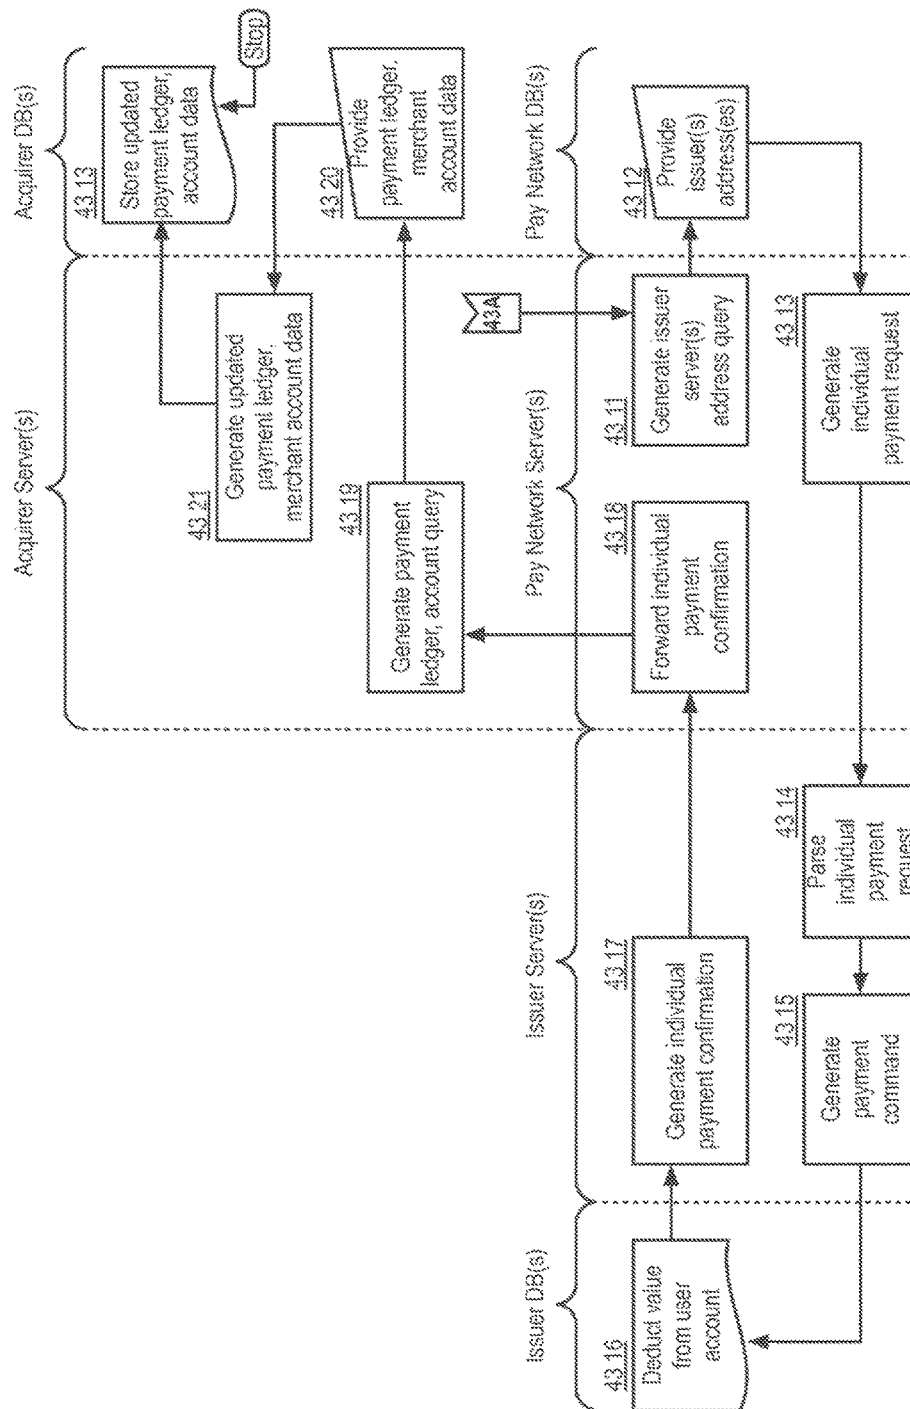 Acquirer Server(s)
Acquirer DB(s)
4313
Store updated
payment ledger,
account data
Stop
4321
Generate updated
payment ledger,
merchant account data
4320
Provide
payment ledger,
merchant
account data
4319
Generate payment
ledger, account query
43A
Issuer DB(s)
Issuer Server(s)
Pay Network Server(s)
Pay Network DB(s)
4316
Deduct value
from user
account
4317
Generate individual
payment confirmation
4318
Forward individual
payment
confirmation
4311
Generate issuer
server(s)
address query
4312
Provide
issuer(s)
address(es)
4315
Generate
payment
command
4314
Parse
individual
payment
request
4313
Generate
individual
payment request